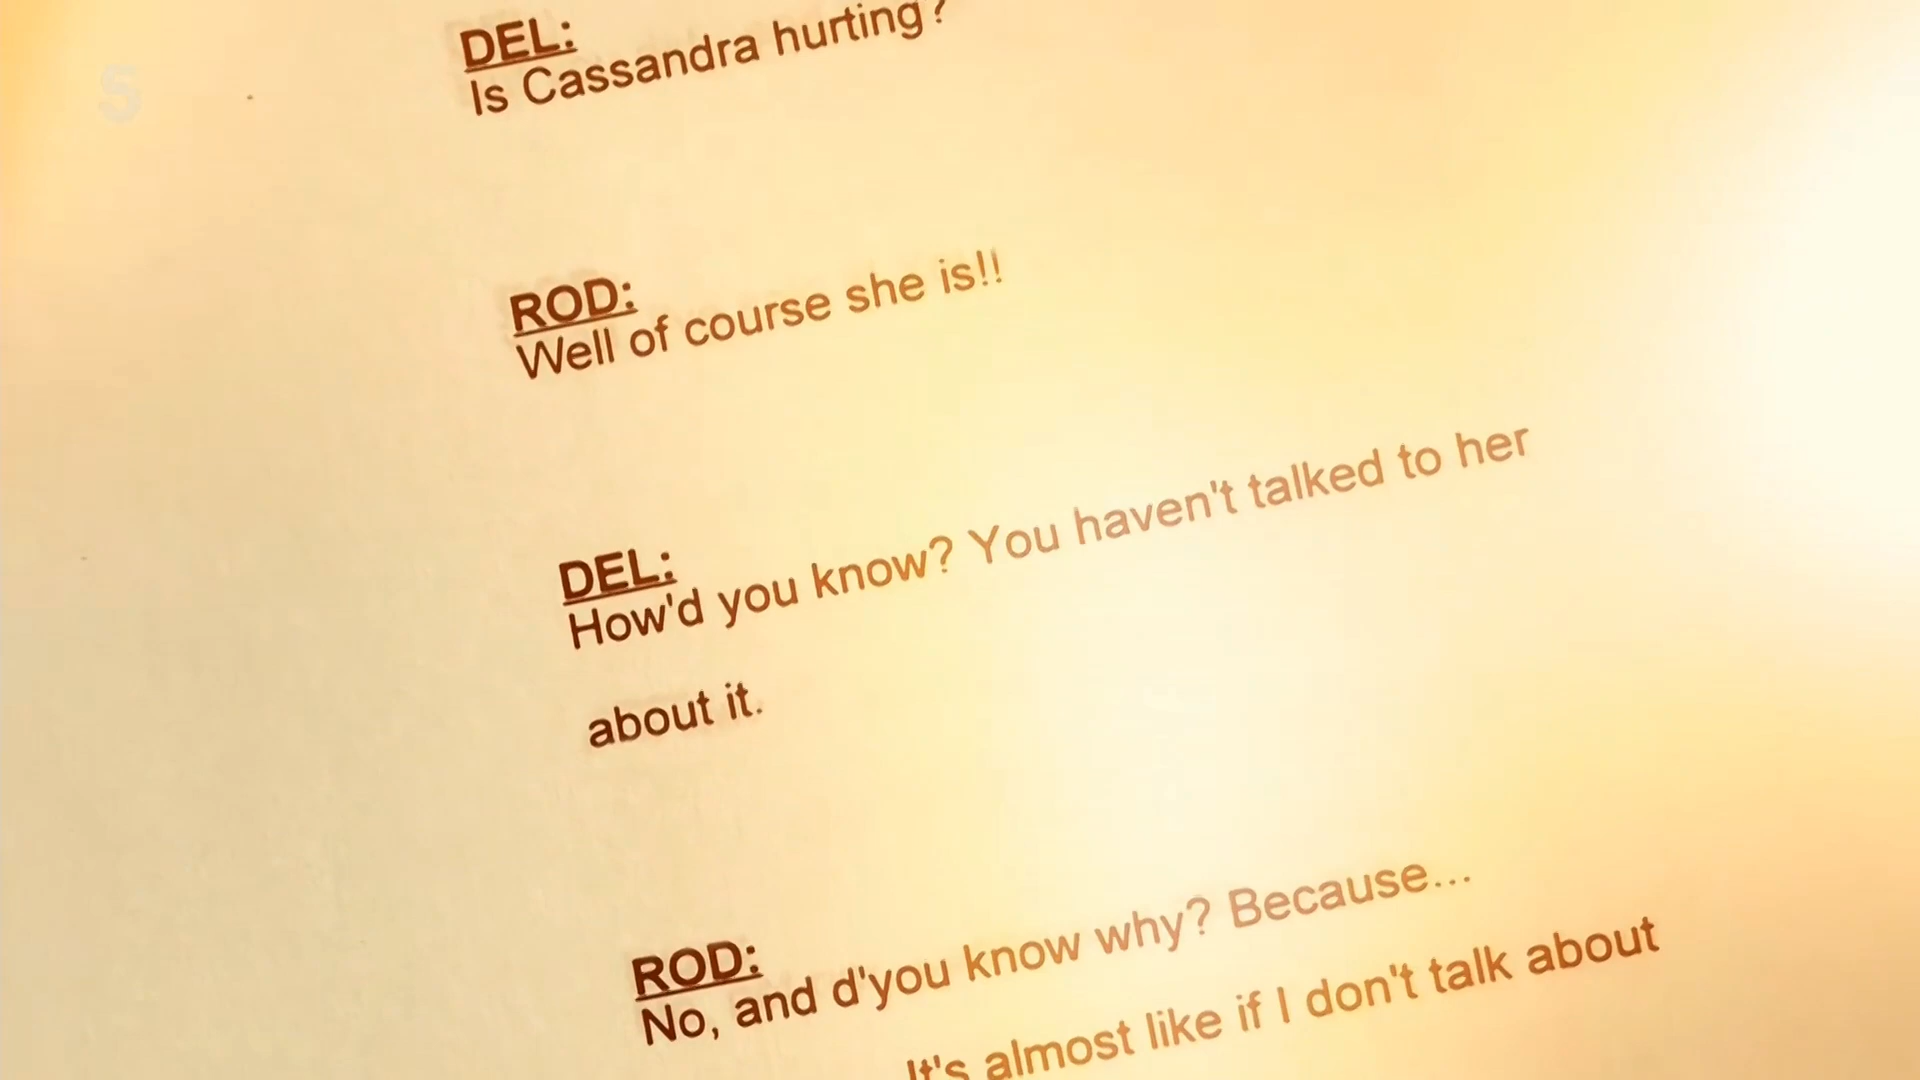 S
DEL:
Is Cassandra hurting?
ROD:
Well of course she is!!
DEL:
How'd you know? You haven't talked to her
about it.
ROD:
No, and d'you know why? Because...
It's almost like if I don't talk about